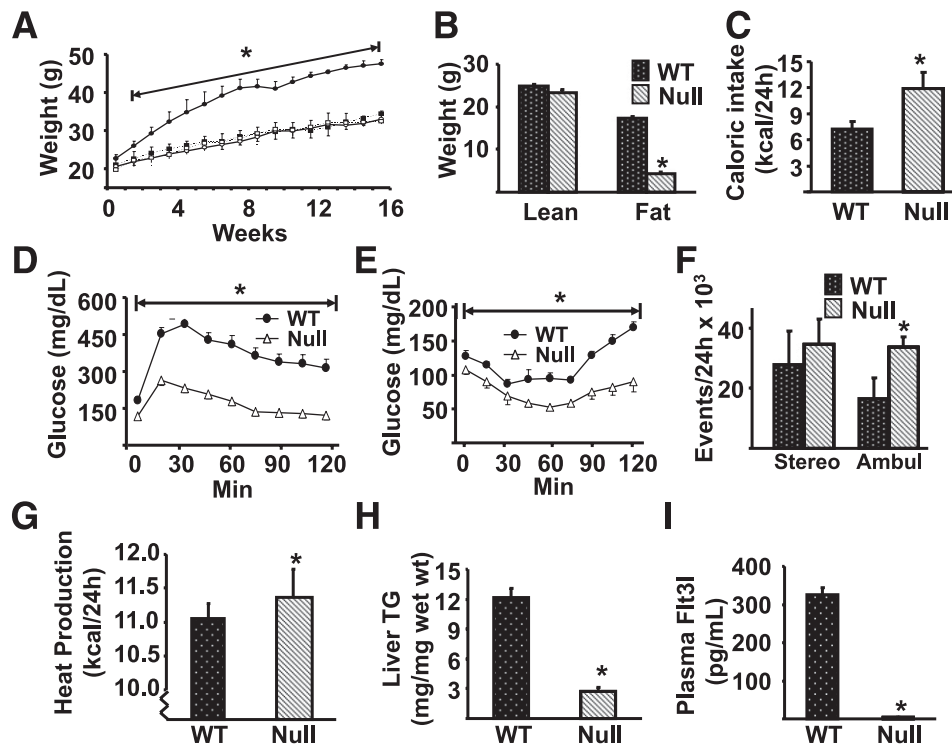 A
Weight (g)
50
40
30
20
*
0
4
8
12
16
Weeks
B
Weight (g)
30
20
10
WT
Null
*
Lean
Fat
C
Caloric intake
(kcal/24h)
15
12
9
6
3
*
WT
Null
D
Glucose (mg/dL)
600
450
300
150
*
WT
Null
0
30
60
90
120
Min
E
Glucose (mg/dL)
200
150
100
50
*
WT
Null
0
30
60
90
120
Min
F
Events/24h x 10³
40
20
WT
Null
*
Stereo
Ambul
G
Heat Production
(kcal/24h)
12.0
11.5
11.0
10.5
10.0
*
WT
Null
H
Liver TG
(mg/mg wet wt)
15
12
9
6
3
*
WT
Null
I
Plasma Flt3l
(pg/mL)
400
300
200
100
*
WT
Null